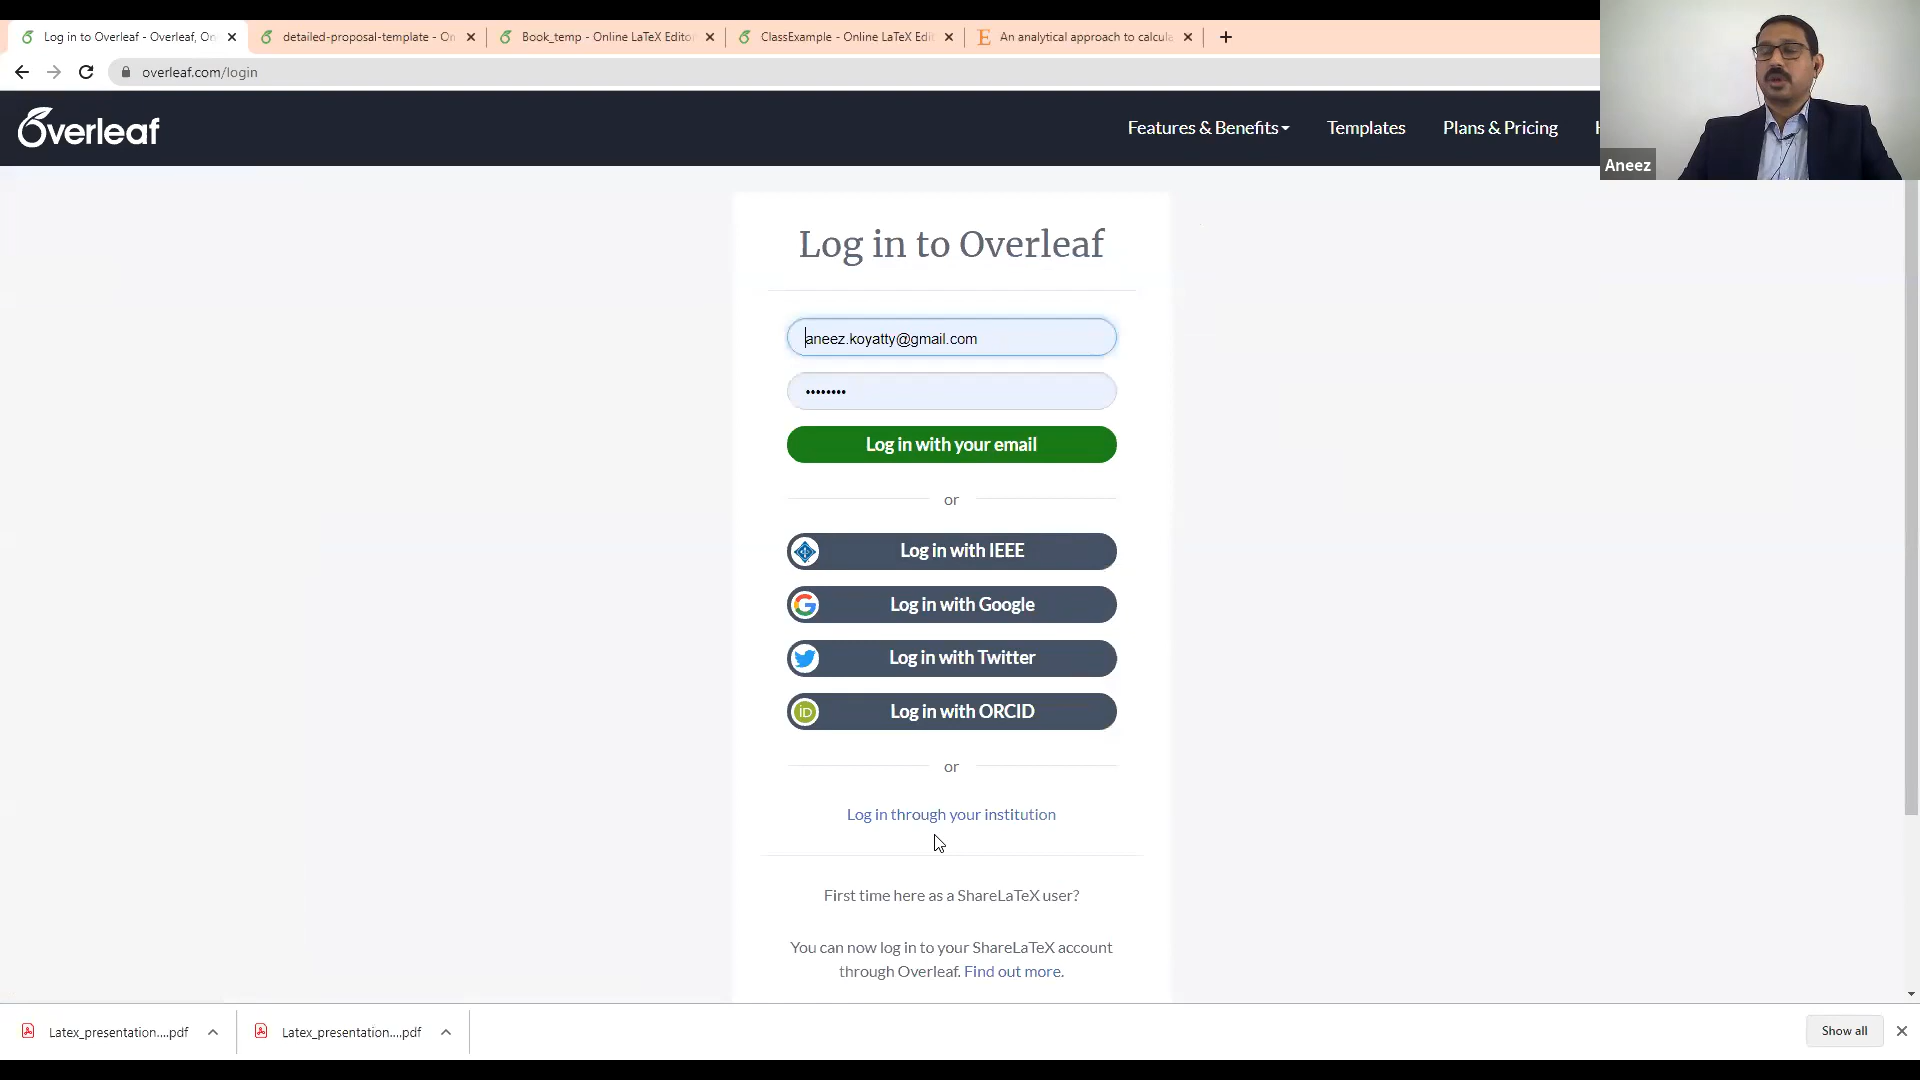 Log in to Overleaf - Overleaf, On
detailed-proposal-template - On
Book_temp - Online LaTeX Editor
ClassExample - Online LaTeX Edit
An analytical approach to calcula
overleaf.com/login
Overleaf
Features & Benefits
Templates
Plans & Pricing
H
Aneez
Log in to Overleaf
aneez.koyatty@gmail.com
••••••••
Log in with your email
or
Log in with IEEE
Log in with Google
Log in with Twitter
iD
Log in with ORCID
or
Log in through your institution
First time here as a ShareLaTeX user?
You can now log in to your ShareLaTeX account
through Overleaf. Find out more.
Latex_presentation....pdf
Latex_presentation....pdf
Show all